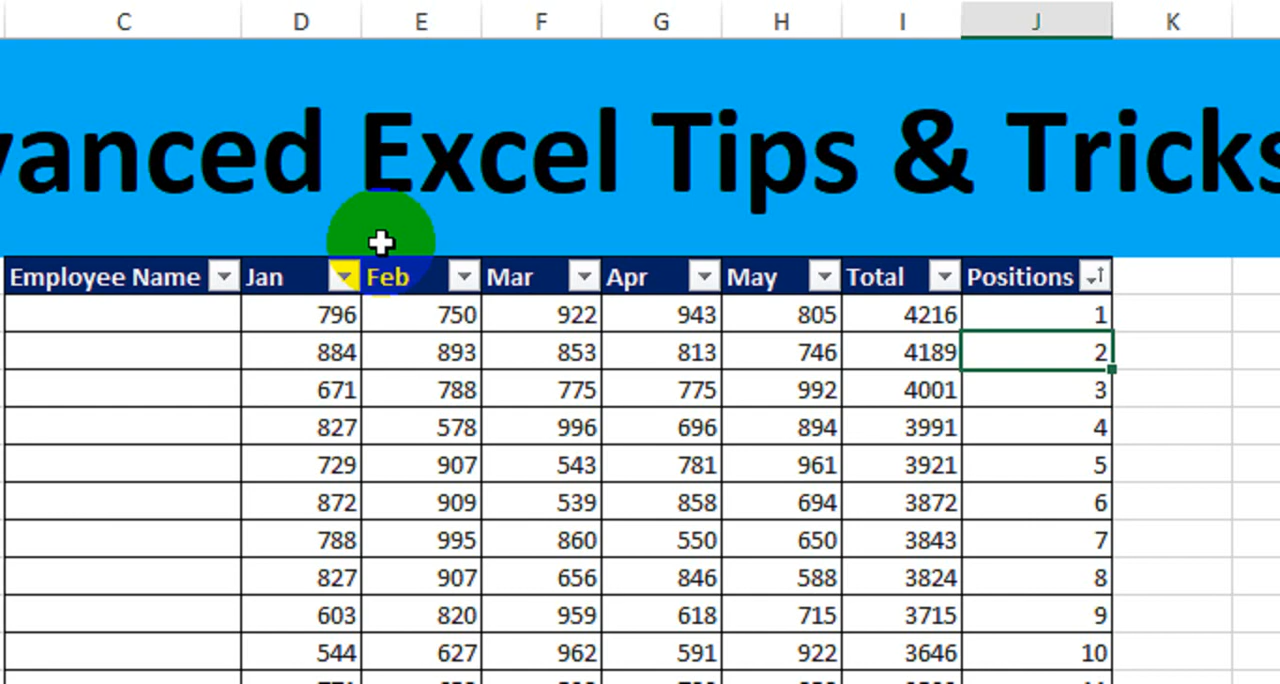 C D E F G H I J K
vanced Excel Tips & Tricks
Employee Name Jan Feb Mar Apr May Total Positions
796 750 922 943 805 4216 1
884 893 853 813 746 4189 2
671 788 775 775 992 4001 3
827 578 996 696 894 3991 4
729 907 543 781 961 3921 5
872 909 539 858 694 3872 6
788 995 860 550 650 3843 7
827 907 656 846 588 3824 8
603 820 959 618 715 3715 9
544 627 962 591 922 3646 10